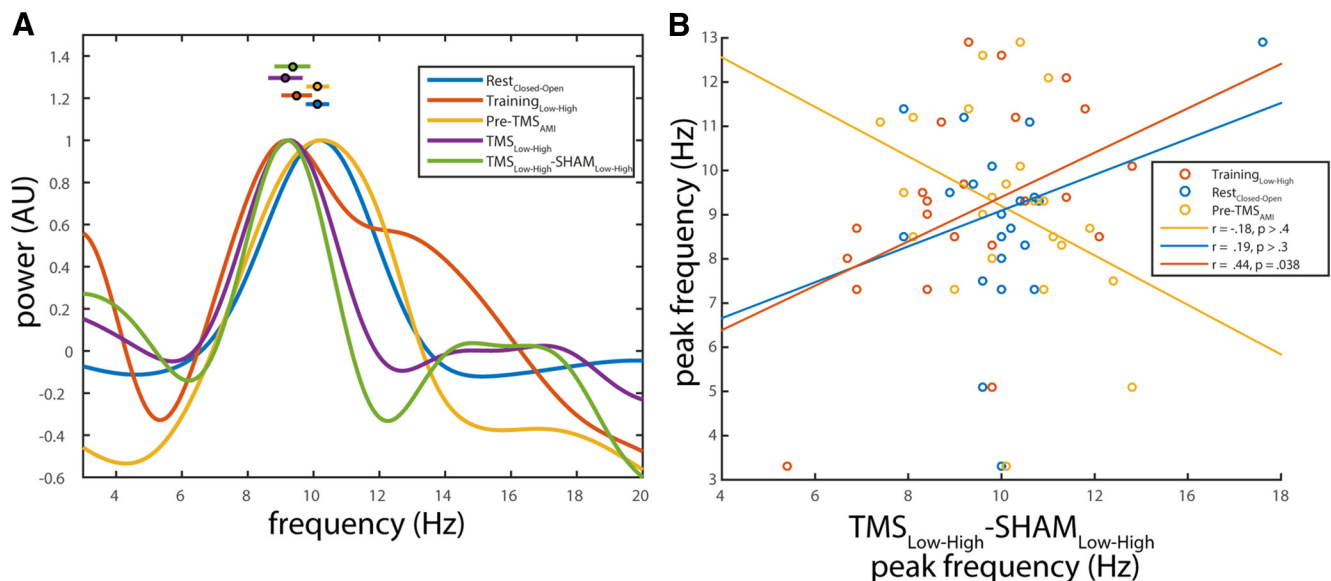 A
1.4
1.2
1
0.8
0.6
0.4
0.2
0
-0.2
-0.4
-0.6
power (AU)
4 6 8 10 12 14 16 18 20
frequency (Hz)
RestClosed-Open
TrainingLow-High
Pre-TMSAMI
TMSLow-High
TMSLow-High-SHAMLow-High
B
13
12
11
10
9
8
7
6
5
4
3
peak frequency (Hz)
4 6 8 10 12 14 16 18
TMSLow-High-SHAMLow-High
peak frequency (Hz)
TrainingLow-High
RestClosed-Open
Pre-TMSAMI
r = -.18, p > .4
r = .19, p > .3
r = .44, p = .038